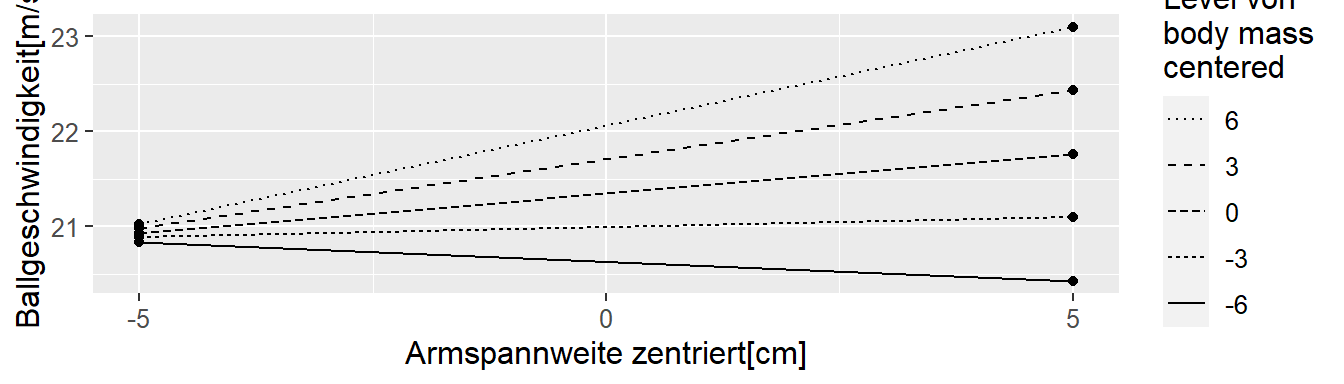 Ballgeschwindigkeit[m/s
23
22
21
-5
0
5
Armspannweite zentriert[cm]
Level von
body mass
centered
6
3
0
-3
-6